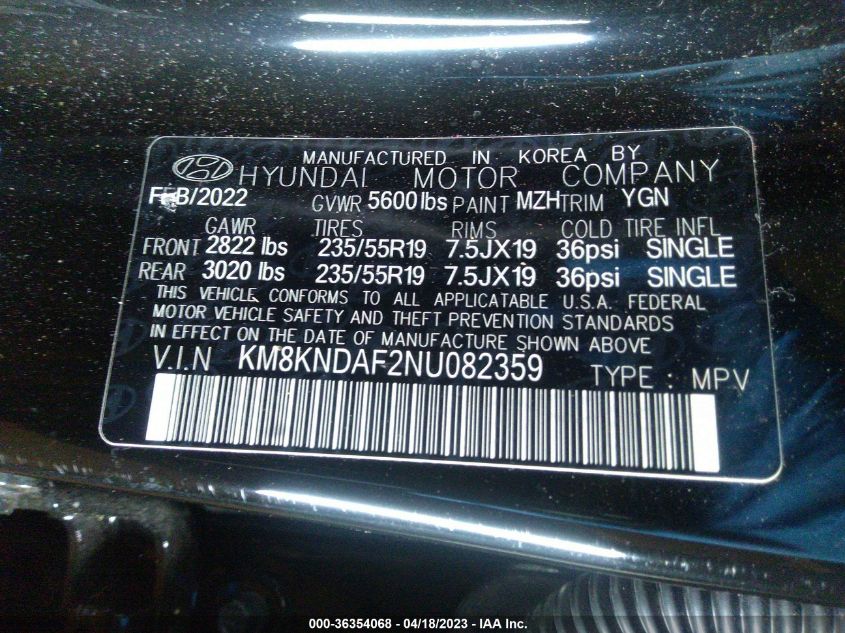 MANUFACTURED IN KOREA BY
HYUNDAI MOTOR COMPANY
FEB/2022 GVWR 5600 lbs PAINT MZH TRIM YGN
GAWR TIRES RIMS COLD TIRE INFL
FRONT 2822 lbs 235/55R19 7.5JX19 36psi SINGLE
REAR 3020 lbs 235/55R19 7.5JX19 36psi SINGLE
THIS VEHICLE CONFORMS TO ALL APPLICATABLE U.S.A. FEDERAL
MOTOR VEHICLE SAFETY AND THEFT PREVENTION STANDARDS
IN EFFECT ON THE DATE OF MANUFACTURE SHOWN ABOVE
V.I.N KM8KNDAF2NU082359 TYPE : MPV
000-36354068 - 04/18/2023 - IAA Inc.